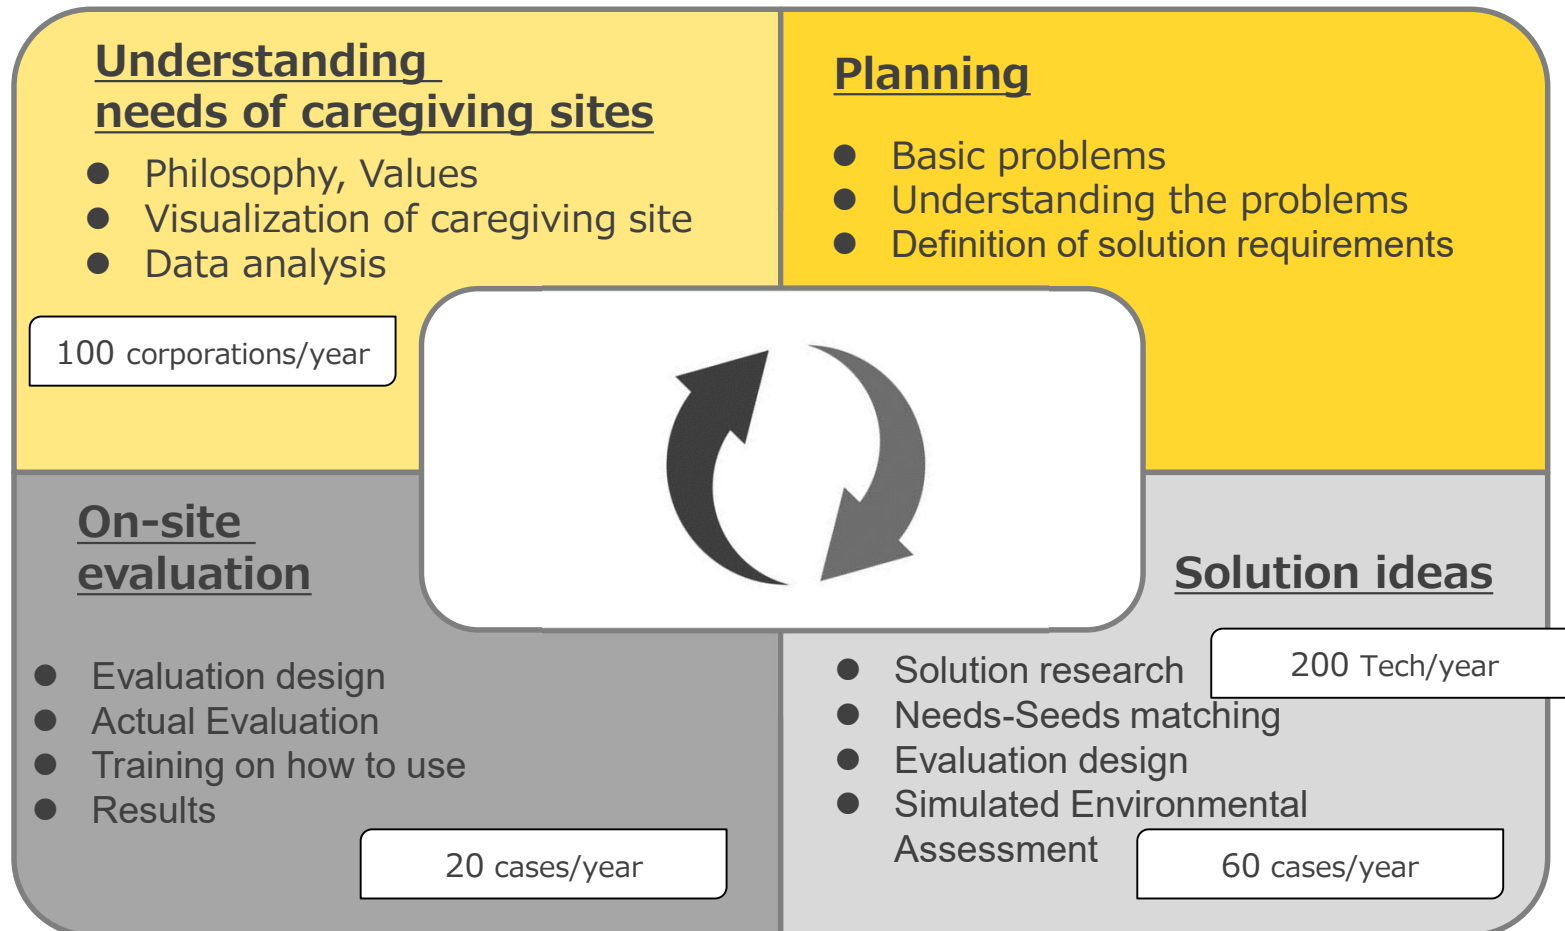 Understanding
needs of caregiving sites
● Philosophy, Values
● Visualization of caregiving site
● Data analysis
100 corporations/year
Planning
● Basic problems
● Understanding the problems
● Definition of solution requirements
On-site
evaluation
● Evaluation design
● Actual Evaluation
● Training on how to use
● Results
20 cases/year
Solution ideas
● Solution research
200 Tech/year
● Needs-Seeds matching
● Evaluation design
● Simulated Environmental
Assessment
60 cases/year